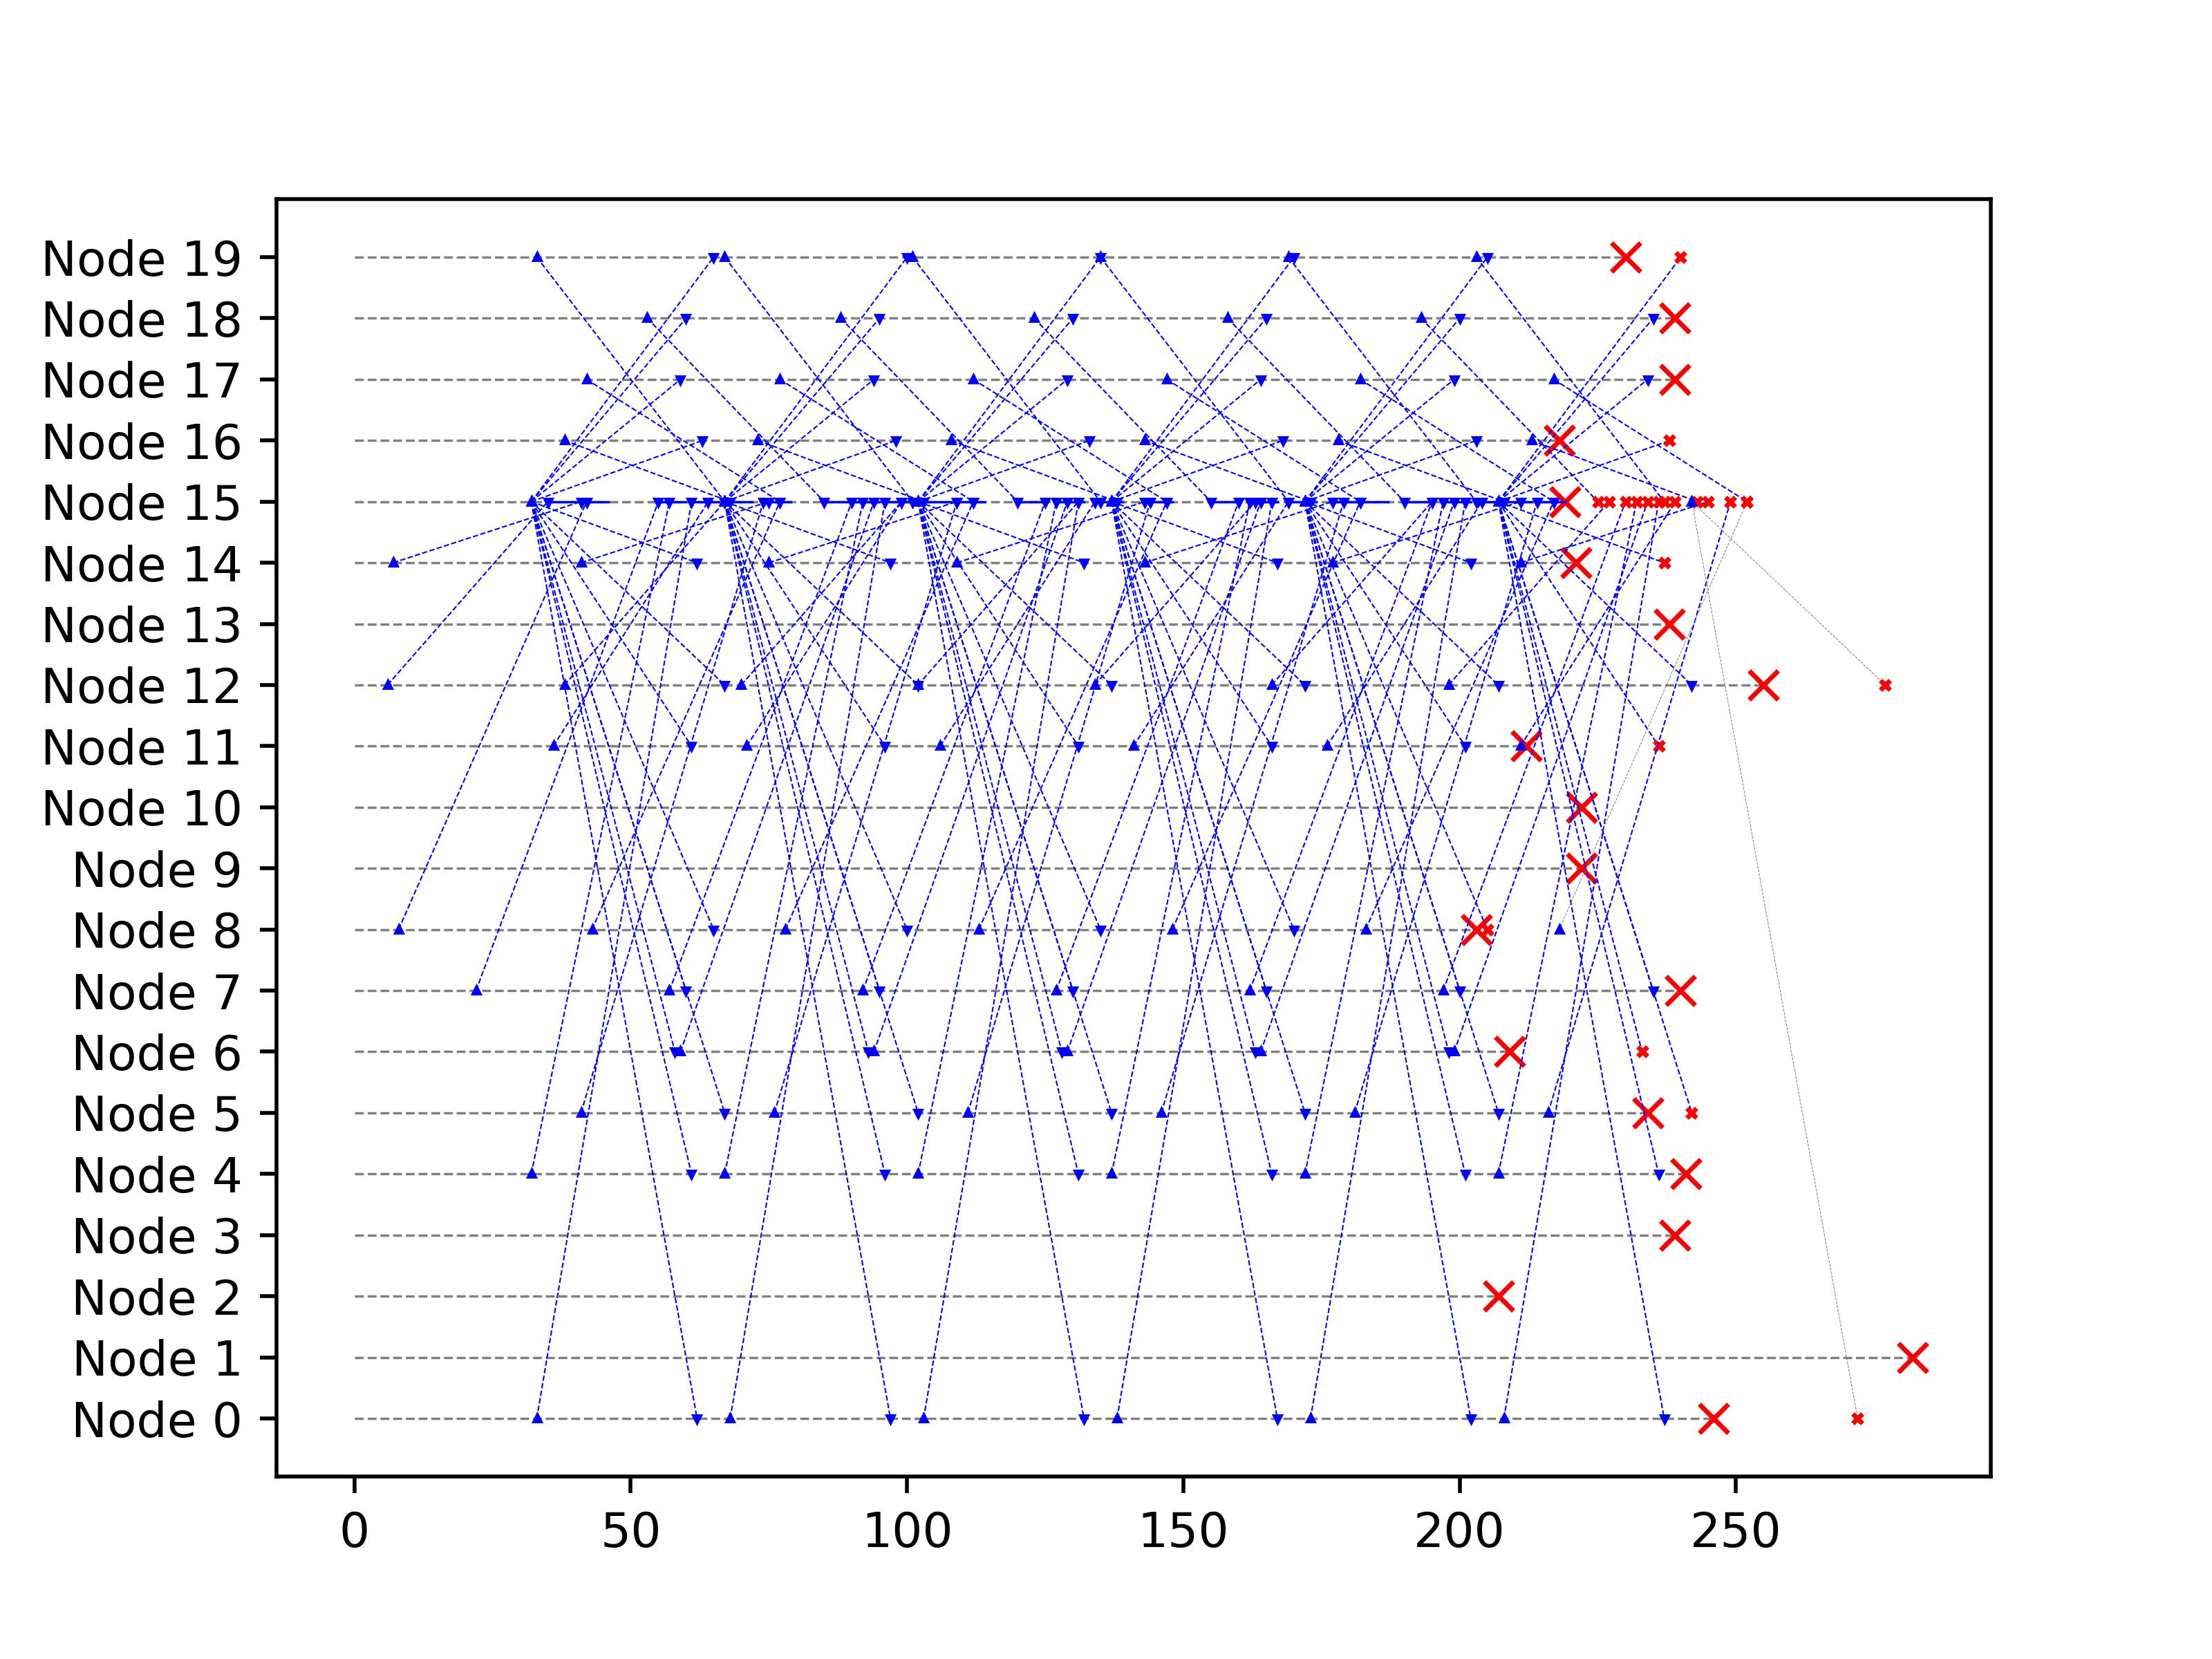 Node 19
Node 18
Node 17
Node 16
Node 15
Node 14
Node 13
Node 12
Node 11
Node 10
Node 9
Node 8
Node 7
Node 6
Node 5
Node 4
Node 3
Node 2
Node 1
Node 0
0 50 100 150 200 250